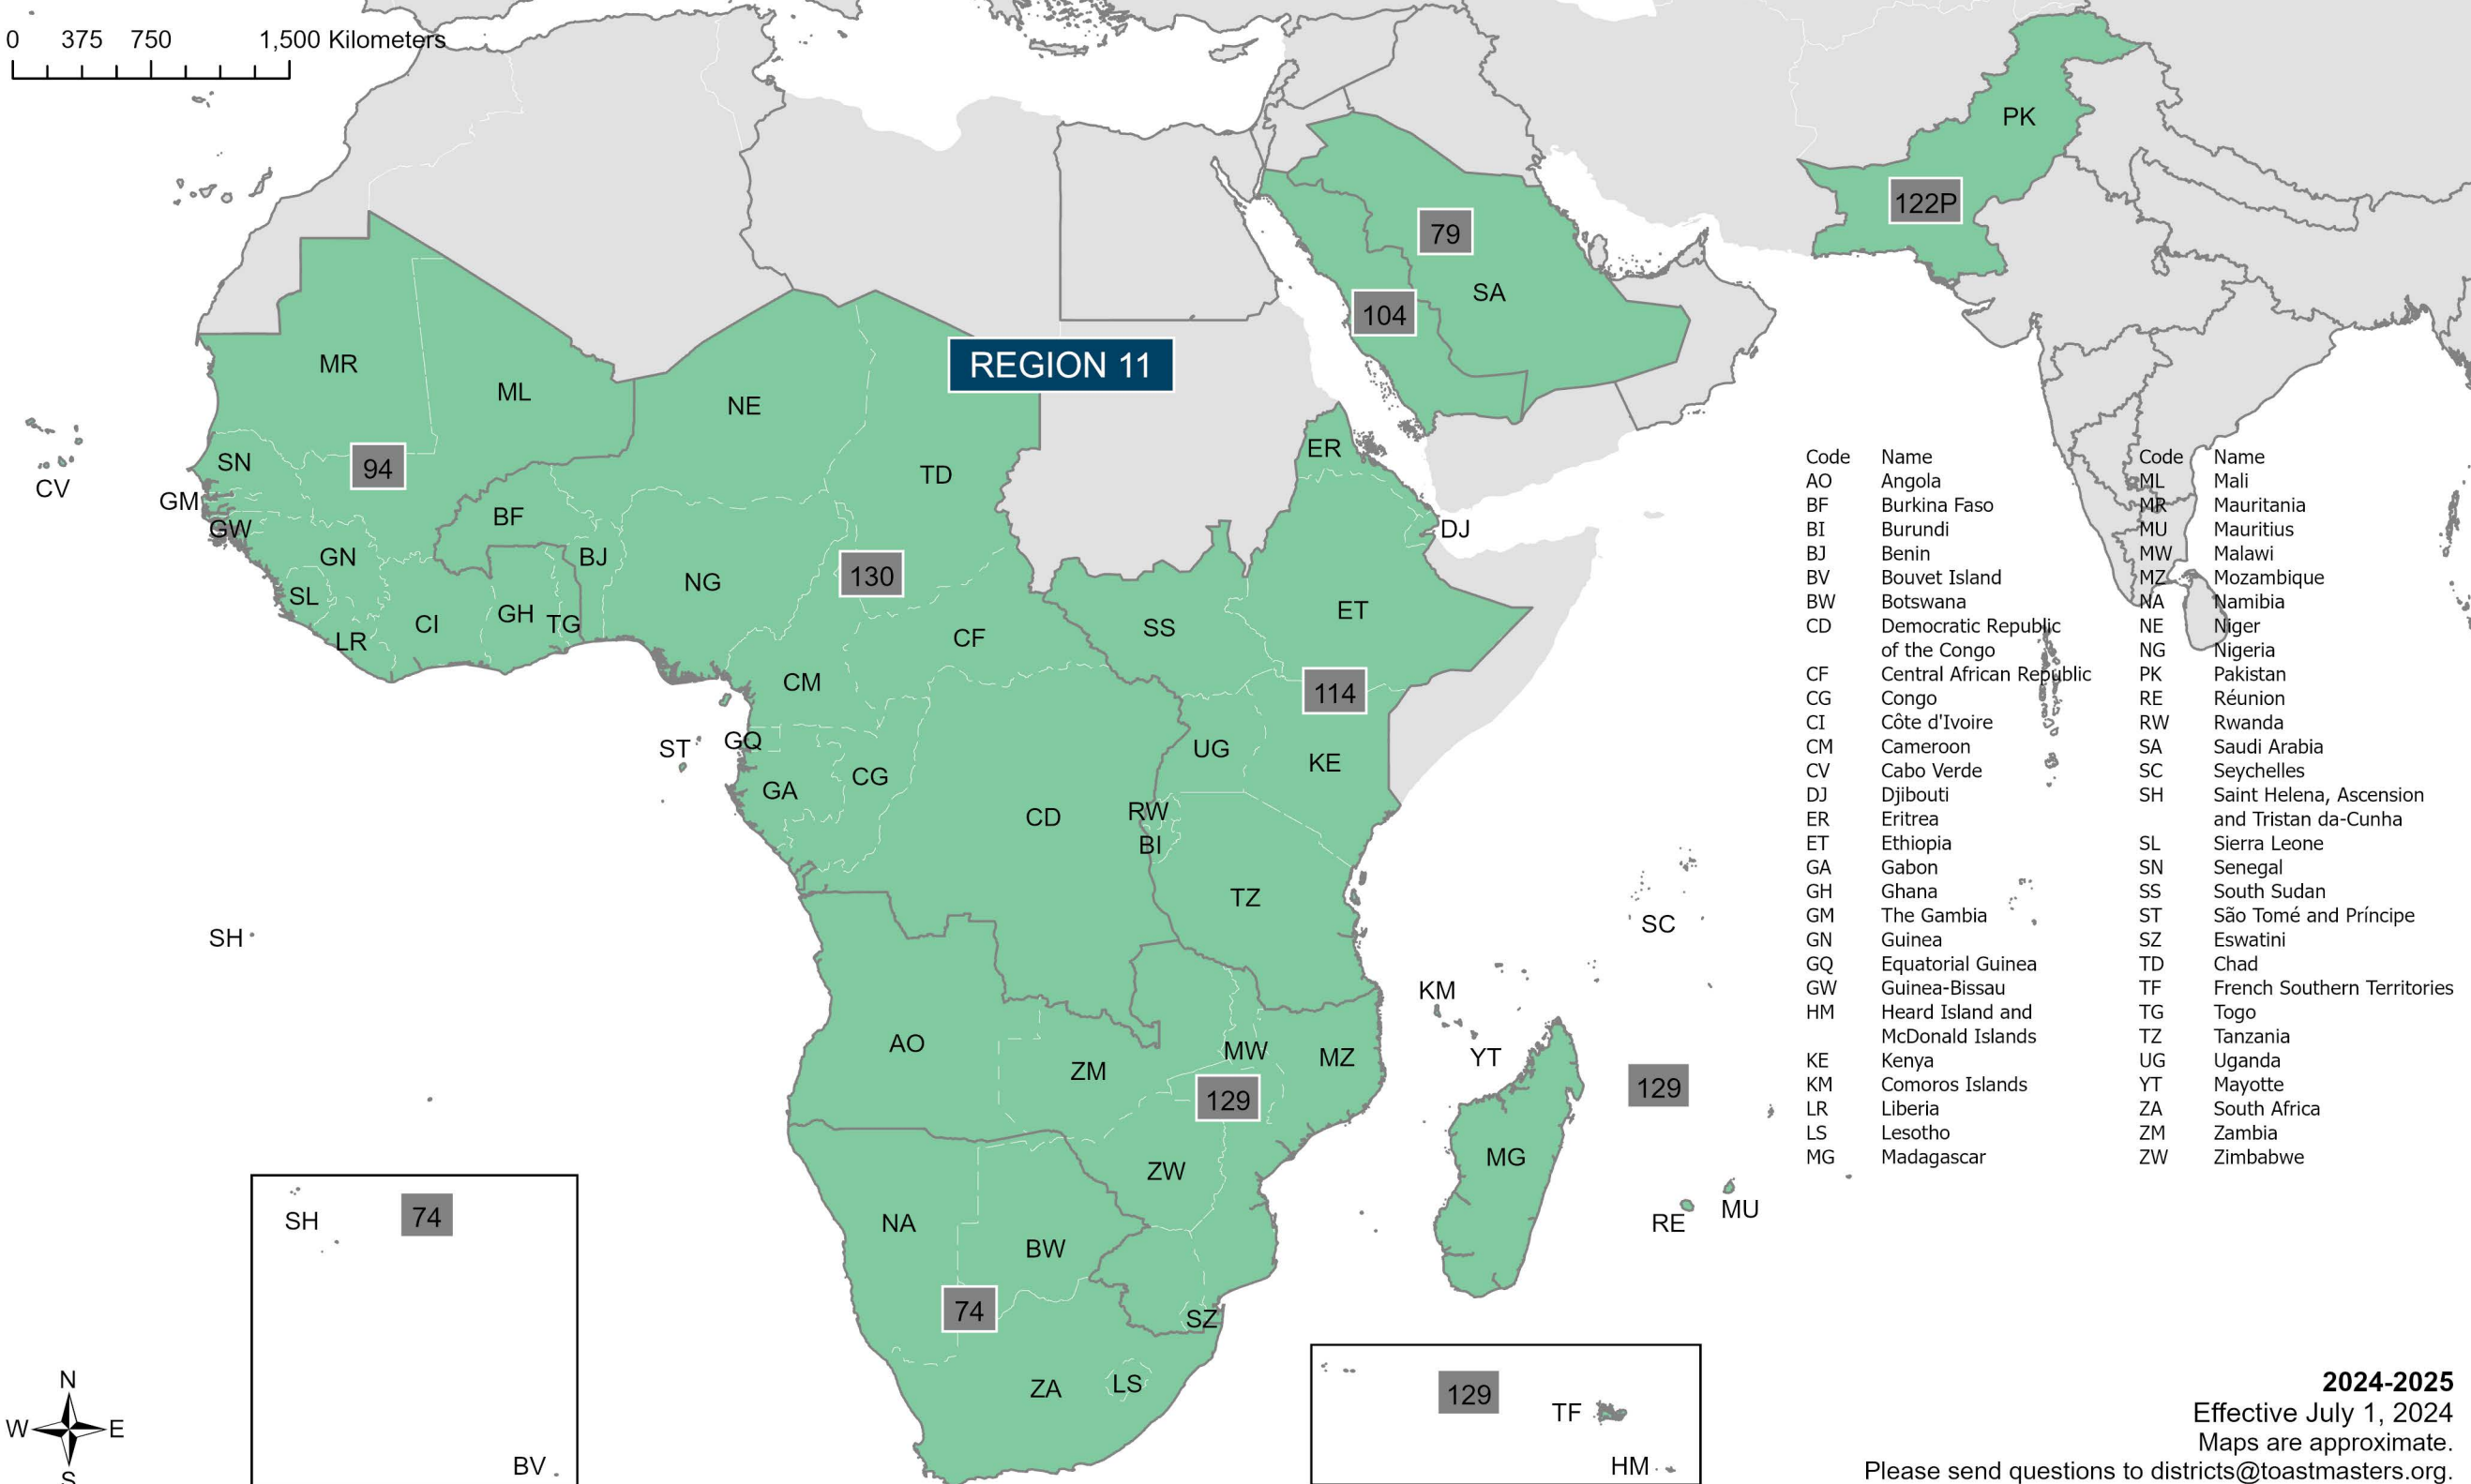 0 375 750 1,500 Kilometers
PK
122P
79
SA
104
REGION 11
MR
ML
NE
SN
94
TD
ER
CV
GM
BF
GW
DJ
GN
BJ
NG
130
SL
CI
GH
TG
ET
LR
CF
SS
CM
114
ST
GQ
UG
KE
GA
CG
CD
RW
BI
TZ
SH
SC
KM
AO
ZM
MW
MZ
YT
129
129
MG
ZW
RE
MU
NA
BW
74
SZ
ZA
LS
SH
74
BV
129
TF
HM
N
W E
S
Code Name
AO Angola
BF Burkina Faso
BI Burundi
BJ Benin
BV Bouvet Island
BW Botswana
CD Democratic Republic
of the Congo
CF Central African Republic
CG Congo
CI Côte d'Ivoire
CM Cameroon
CV Cabo Verde
DJ Djibouti
ER Eritrea
ET Ethiopia
GA Gabon
GH Ghana
GM The Gambia
GN Guinea
GQ Equatorial Guinea
GW Guinea-Bissau
HM Heard Island and
McDonald Islands
KE Kenya
KM Comoros Islands
LR Liberia
LS Lesotho
MG Madagascar
Code Name
ML Mali
MR Mauritania
MU Mauritius
MW Malawi
MZ Mozambique
NA Namibia
NE Niger
NG Nigeria
PK Pakistan
RE Réunion
RW Rwanda
SA Saudi Arabia
SC Seychelles
SH Saint Helena, Ascension
and Tristan da-Cunha
SL Sierra Leone
SN Senegal
SS South Sudan
ST São Tomé and Príncipe
SZ Eswatini
TD Chad
TF French Southern Territories
TG Togo
TZ Tanzania
UG Uganda
YT Mayotte
ZA South Africa
ZM Zambia
ZW Zimbabwe
2024-2025
Effective July 1, 2024
Maps are approximate.
Please send questions to districts@toastmasters.org.